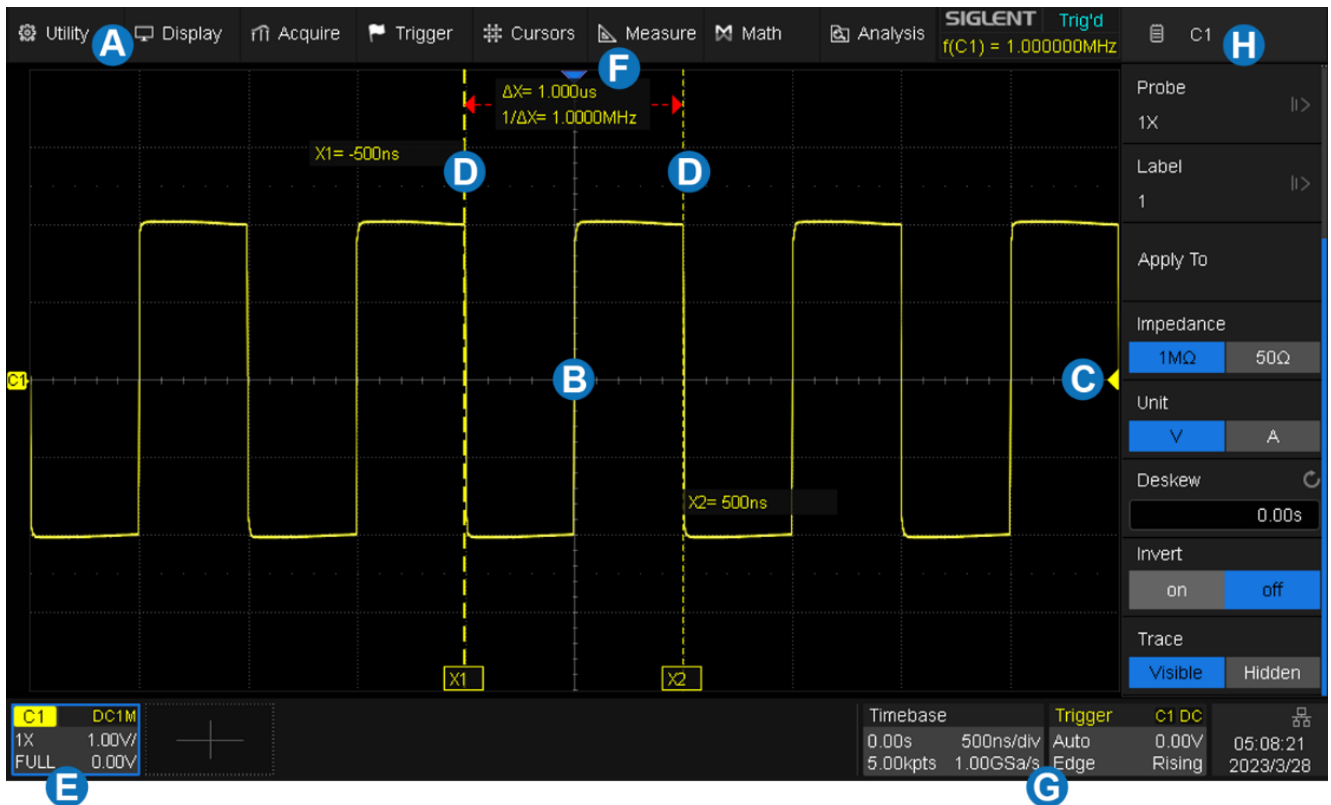 Utility
Display
Acquire
Trigger
Cursors
Measure
Math
Analysis
SIGLENT Trig'd
f(C1) = 1.000000MHz
C1
A
F
H
ΔX= 1.000us
1/ΔX= 1.0000MHz
X1= -500ns
D
D
Probe
1X
Label
1
Apply To
Impedance
1MΩ 50Ω
C1
B
C
Unit
V A
Deskew
0.00s
X2= 500ns
Invert
on off
Trace
Visible Hidden
X1
X2
C1 DC1M
1X 1.00V/
FULL 0.00V
E
Timebase
0.00s 500ns/div
5.00kpts 1.00GSa/s
Trigger C1 DC
Auto 0.00V
Edge Rising
G
05:08:21
2023/3/28